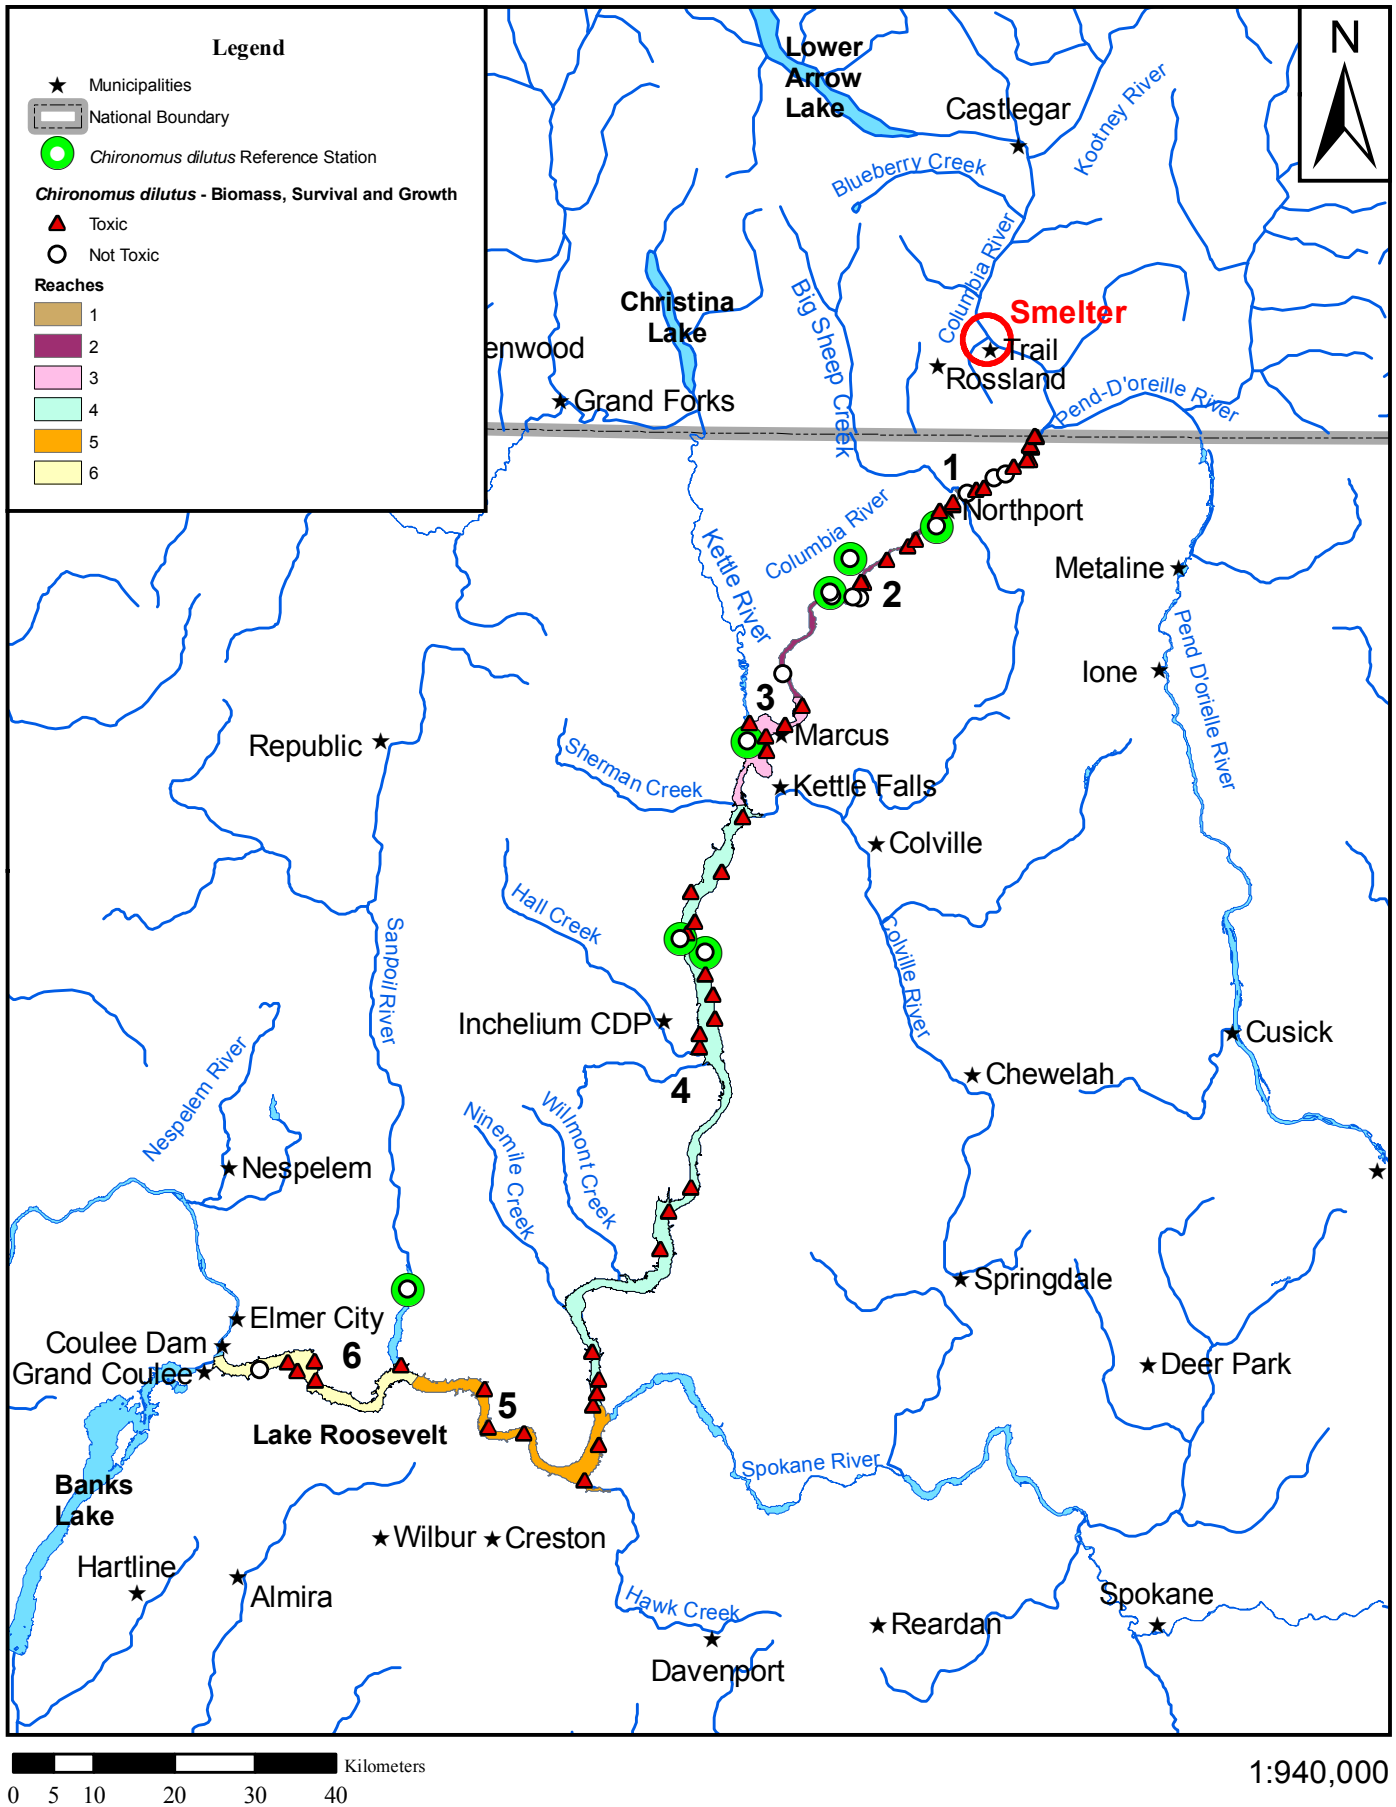 Legend
Municipalities
National Boundary
Chironomus dilutus Reference Station
Chironomus dilutus - Biomass, Survival and Growth
Toxic
Not Toxic
Reaches
1
2
3
4
5
6
N
Lower
Arrow
Lake
Castlegar
Kootney River
Blueberry Creek
Columbia River
Big Sheep Creek
Christina
Lake
Smelter
Trail
Rossland
enwood
Grand Forks
Pend-D'oreille River
1
Northport
Columbia River
Kettle River
Metaline
2
Pend D'orielle River
Ione
3
Marcus
Republic
Sherman Creek
Kettle Falls
Colville
Hall Creek
Sanpoil River
Colville River
Inchelium CDP
Cusick
Nespelem River
Chewelah
4
Ninemile Creek
Wilmont Creek
Nespelem
Springdale
Elmer City
Coulee Dam
Grand Coulee
6
Deer Park
5
Lake Roosevelt
Spokane River
Banks
Lake
Wilbur
Creston
Hartline
Almira
Hawk Creek
Spokane
Reardan
Davenport
Kilometers
0 5 10 20 30 40
1:940,000